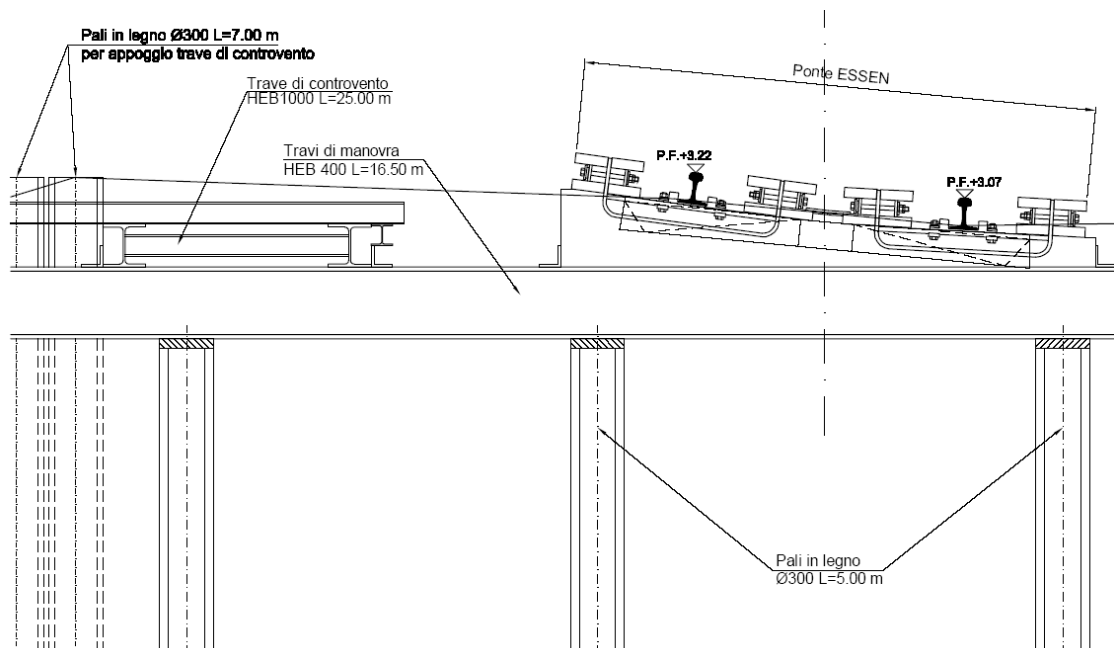 Pali in legno Ø300 L=7.00 m
per appoggio trave di controvento
Trave di controvento
HEB1000 L=25.00 m
Travi di manovra
HEB 400 L=16.50 m
Ponte ESSEN
P.F.+3.22
P.F.+3.07
Pali in legno
Ø300 L=5.00 m